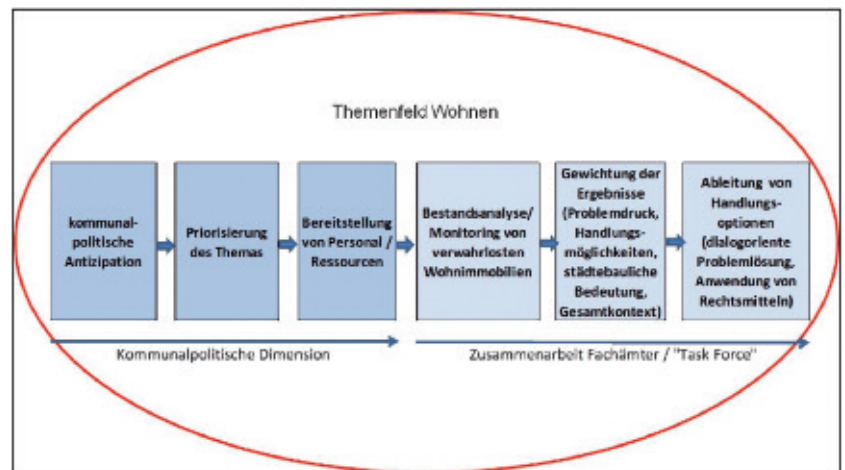 Themenfeld Wohnen
kommunal-
politische
Antizipation
Priorisierung
des Themas
Bereitstellung
von Personal /
Ressourcen
Bestandsanalyse/
Monitoring von
verwahrlosten
Wohnimmobilien
Gewichtung der
Ergebnisse
(Problemdruck,
Handlungs-
möglichkeiten,
städtebauliche
Bedeutung,
Gesamtkontext)
Ableitung von
Handlungs-
optionen
(dialogoriente
Problemlösung,
Anwendung von
Rechtsmitteln)
Kommunalpolitische Dimension
Zusammenarbeit Fachämter / "Task Force"